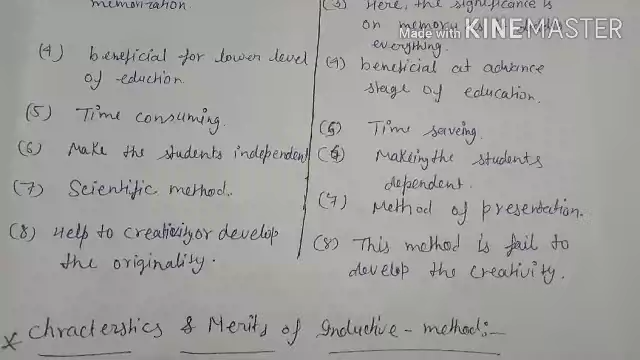 memorization
(4) beneficial for lower level
of eduction.
(5) Time consuming.
(6) Make the students independent
(7) Scientific method.
(8) Help to creativity or develop
the originality.
(3) Here, the significance is
on memory is
everything.
(4) beneficial at advance
stage of education.
(5) Time saveing.
(6) Makeing the students
dependent.
(7) Method of presentation.
(8) This method is fail to
develop the creativity.
* Chracterstics & Merits of Inductive-method:-
Made with KINEMASTER